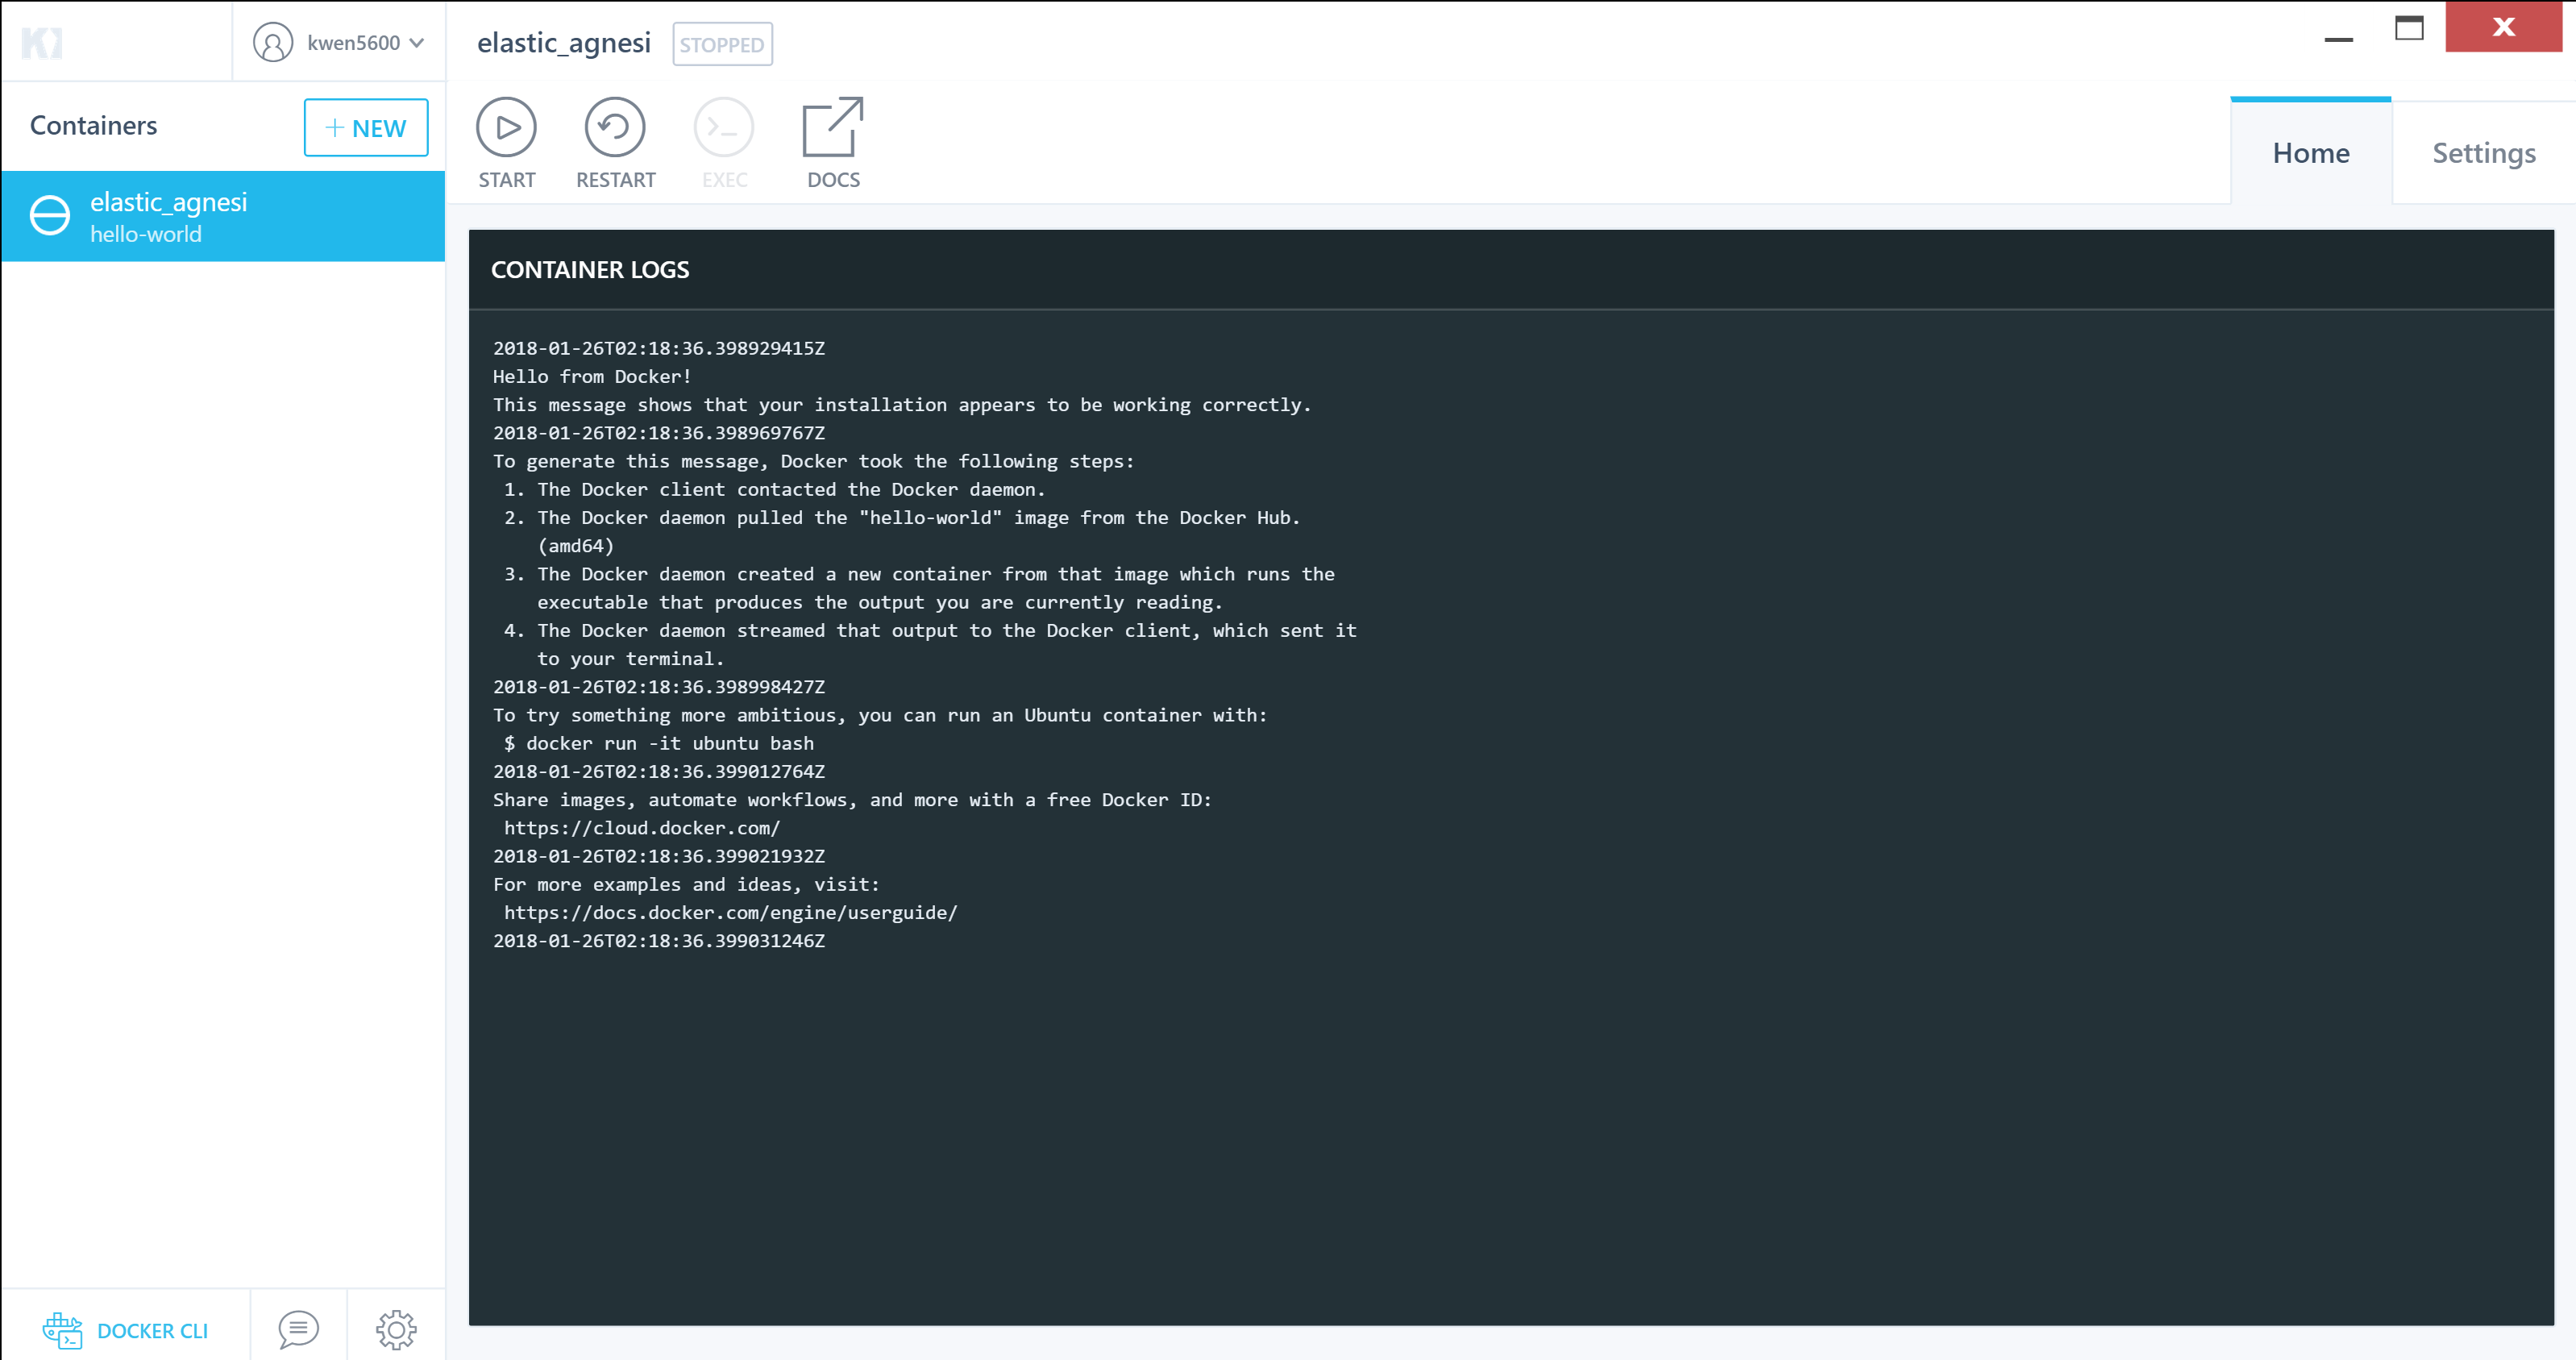 kwen5600
elastic_agnesi
STOPPED
Containers
+ NEW
elastic_agnesi
hello-world
START
RESTART
EXEC
DOCS
Home
Settings
CONTAINER LOGS
2018-01-26T02:18:36.398929415Z
Hello from Docker!
This message shows that your installation appears to be working correctly.
2018-01-26T02:18:36.398969767Z
To generate this message, Docker took the following steps:
1. The Docker client contacted the Docker daemon.
2. The Docker daemon pulled the "hello-world" image from the Docker Hub.
(amd64)
3. The Docker daemon created a new container from that image which runs the
executable that produces the output you are currently reading.
4. The Docker daemon streamed that output to the Docker client, which sent it
to your terminal.
2018-01-26T02:18:36.398998427Z
To try something more ambitious, you can run an Ubuntu container with:
$ docker run -it ubuntu bash
2018-01-26T02:18:36.399012764Z
Share images, automate workflows, and more with a free Docker ID:
https://cloud.docker.com/
2018-01-26T02:18:36.399021932Z
For more examples and ideas, visit:
https://docs.docker.com/engine/userguide/
2018-01-26T02:18:36.399031246Z
DOCKER CLI